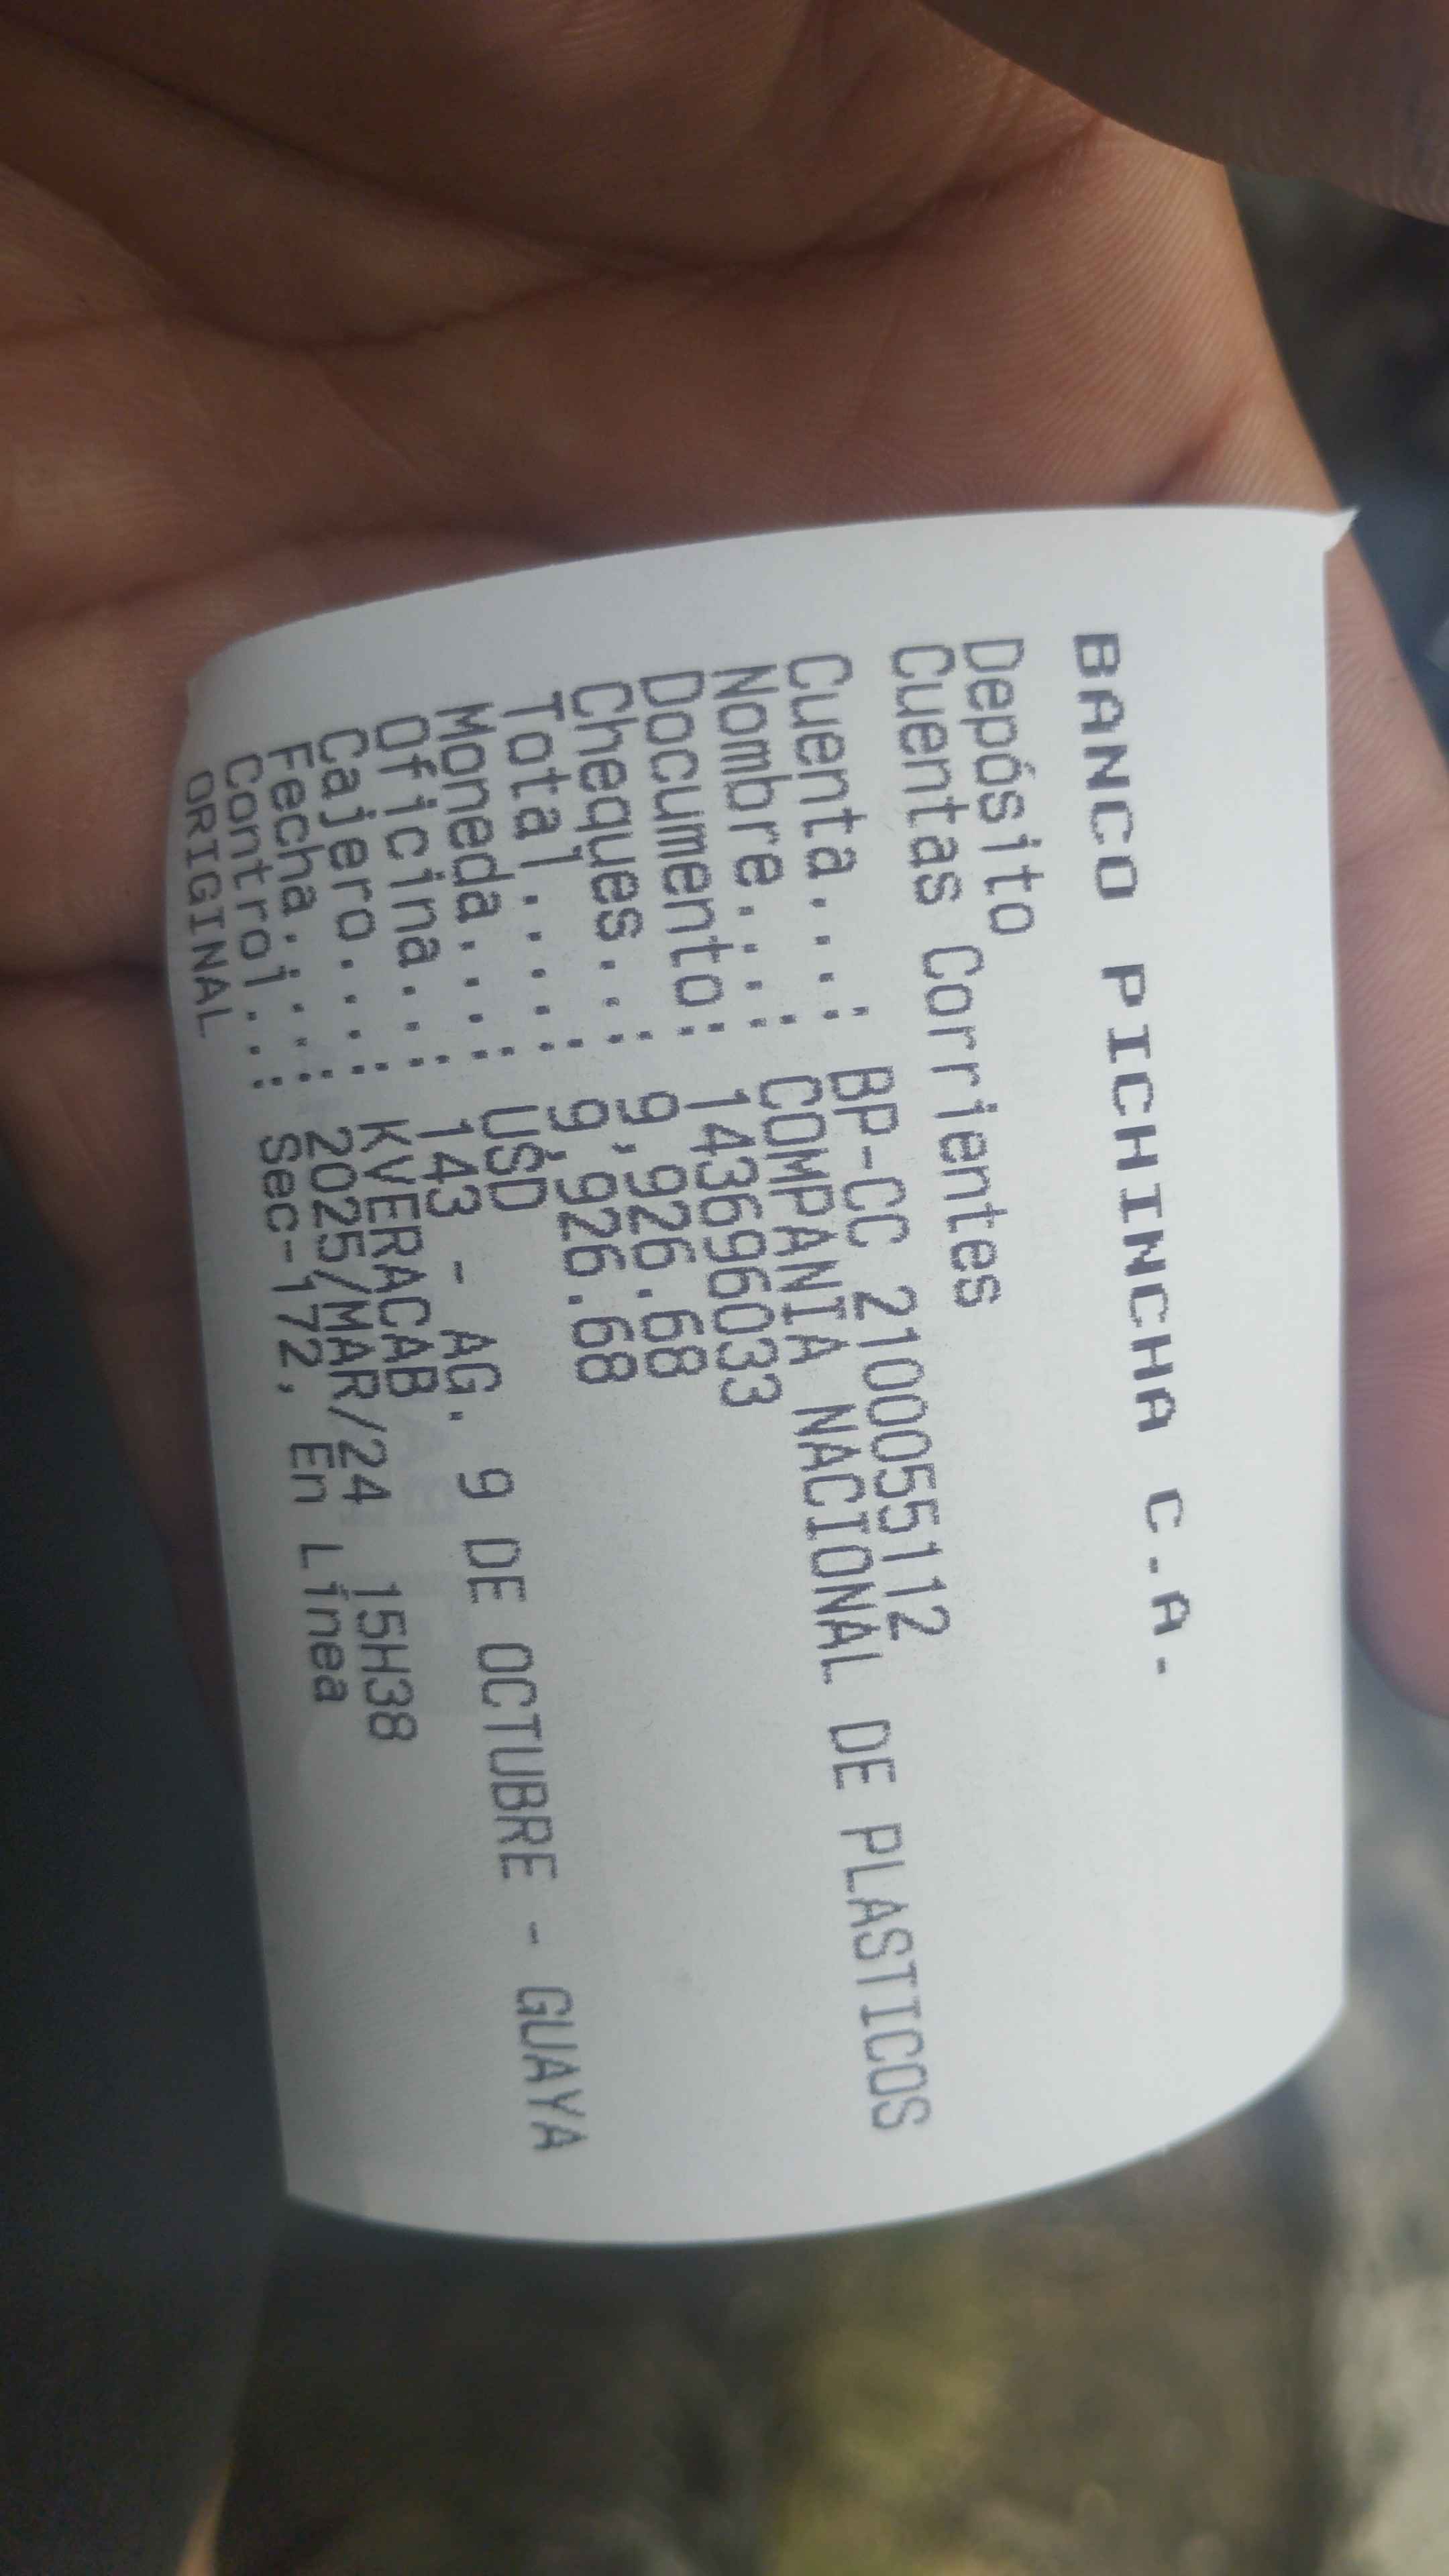 BANCO PICHINCHA C.A.
Depósito
Cuentas Corrientes
Cuenta...: BP-CC 2100055112
Nombre...: COMPANIA NACIONAL DE PLASTICOS
Documento: 1436960​33
Cheques..: 9,926.68
Total....: 9,926.68
Moneda...: USD
Oficina..: 143 - AG. 9 DE OCTUBRE - GUAYA
Cajero...: KVERACAB
Fecha....: 2025/MAR/24 15H38
Control..: Sec-172, En Línea
ORIGINAL